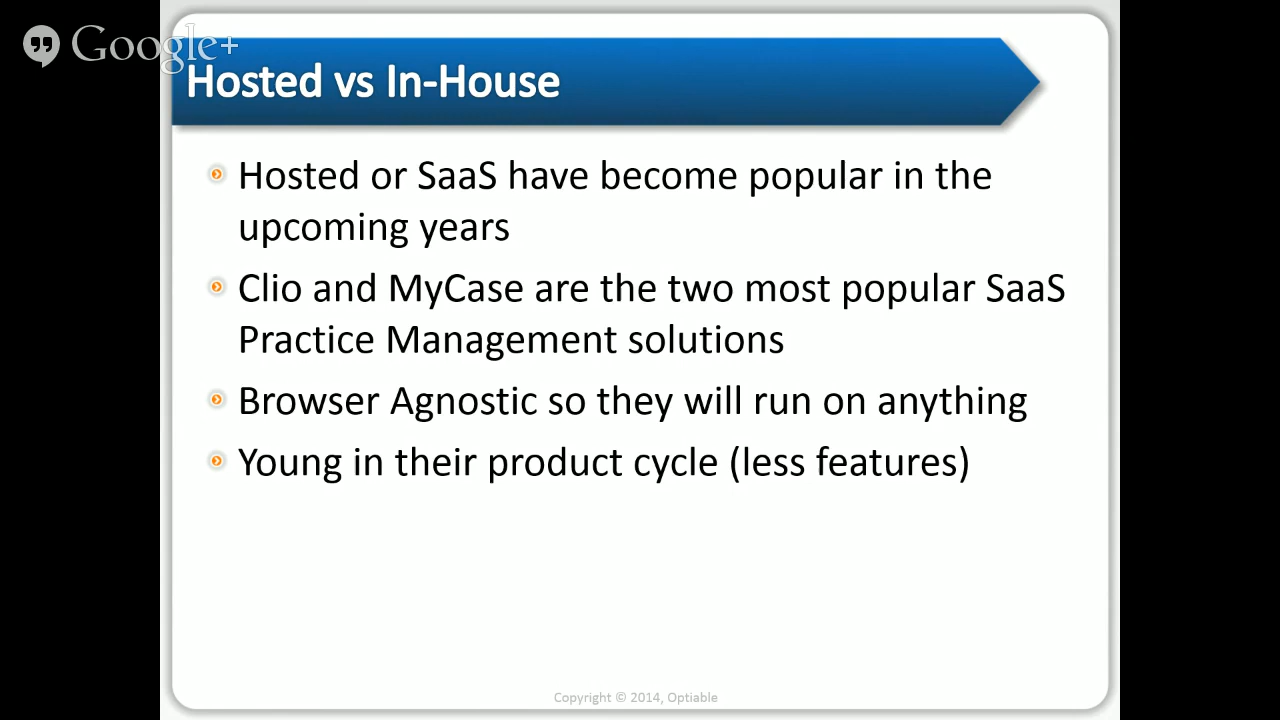 Google+
Hosted vs In-House
Hosted or SaaS have become popular in the
upcoming years
Clio and MyCase are the two most popular SaaS
Practice Management solutions
Browser Agnostic so they will run on anything
Young in their product cycle (less features)
Copyright © 2014, Optiable